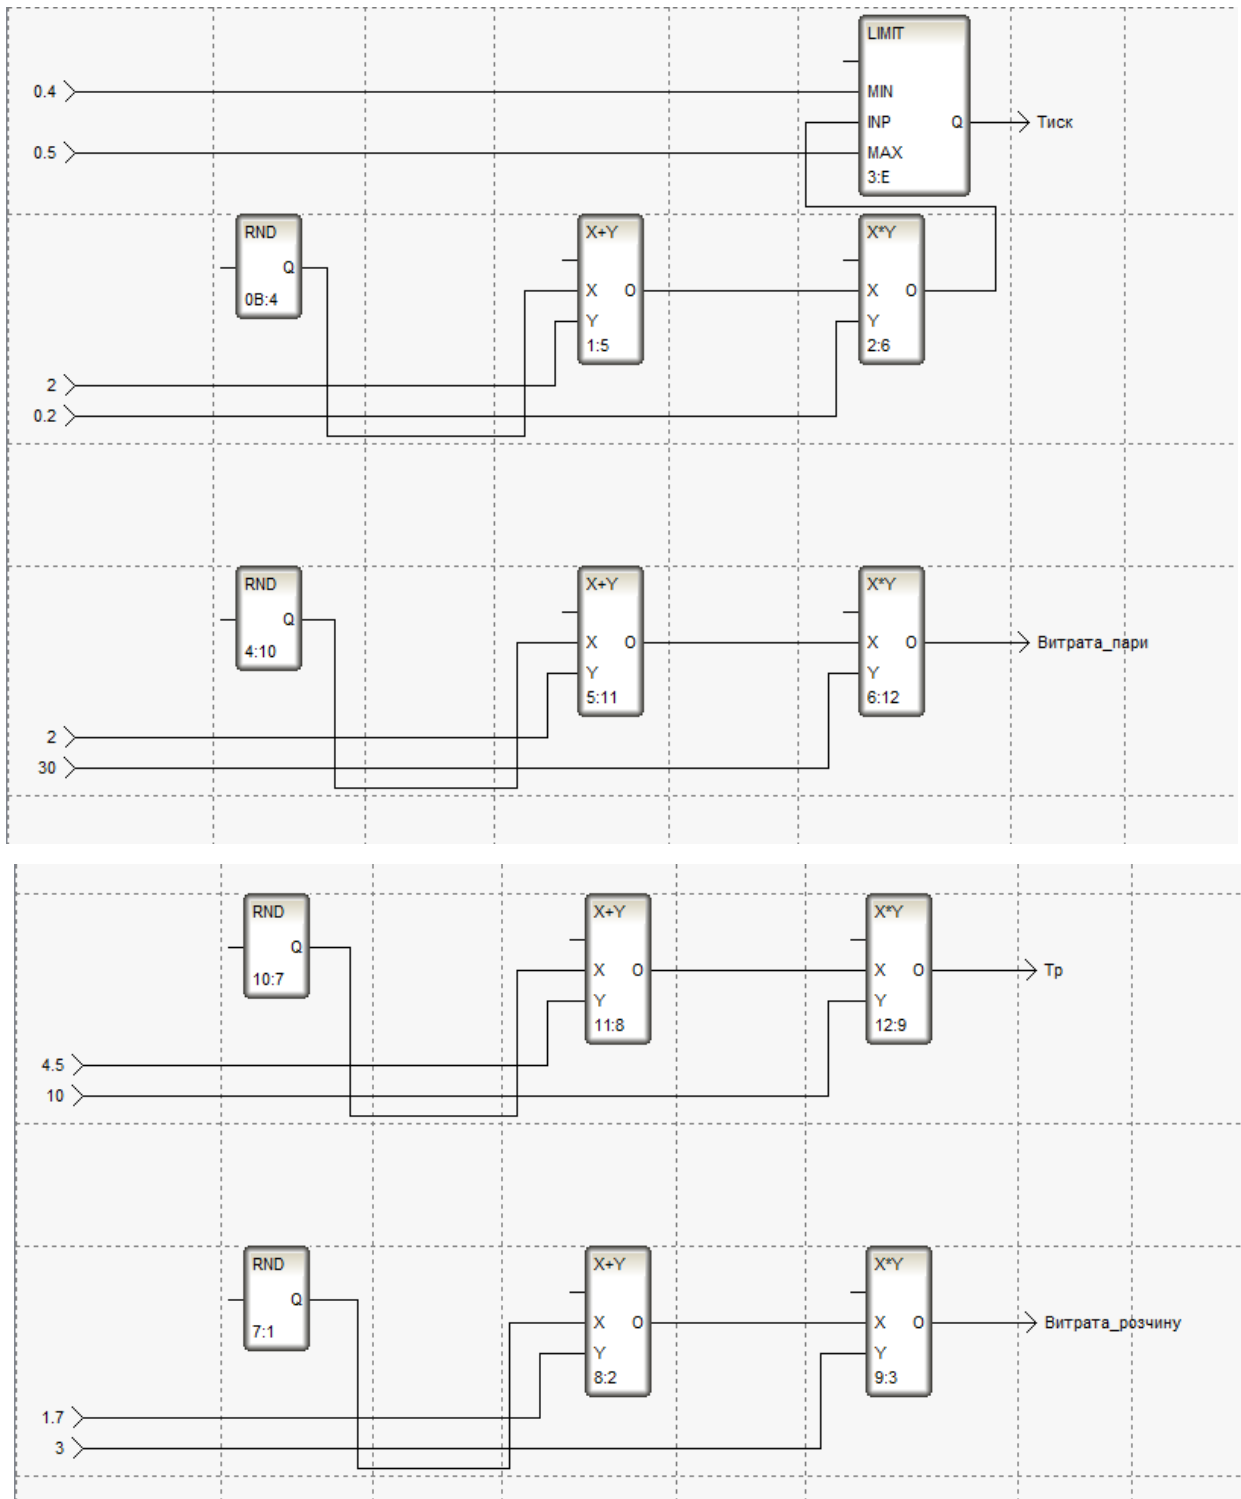 LIMIT
0.4
MIN
INP Q Тиск
0.5
MAX
3:E
RND
Q
0B:4
X+Y
X O
Y
1:5
X*Y
X O
Y
2:6
2
0.2
RND
Q
4:10
X+Y
X O
Y
5:11
X*Y
X O
Y
6:12
Витрата_пари
2
30
RND
Q
10:7
X+Y
X O
Y
11:8
X*Y
X O
Y
12:9
Тр
4.5
10
RND
Q
7:1
X+Y
X O
Y
8:2
X*Y
X O
Y
9:3
Витрата_розчину
1.7
3